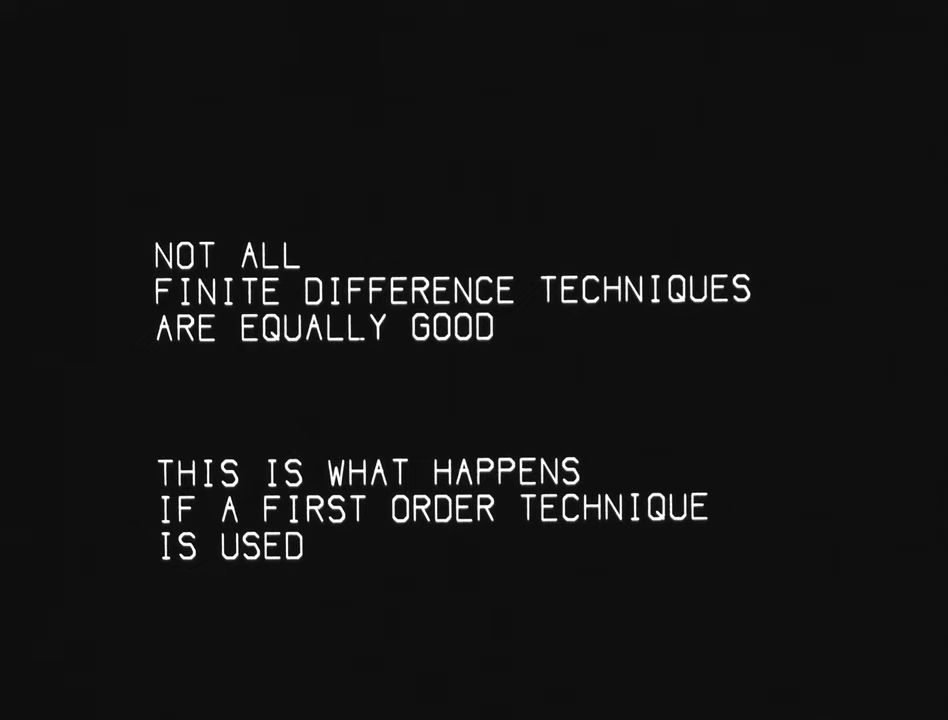 NOT ALL
FINITE DIFFERENCE TECHNIQUES
ARE EQUALLY GOOD
THIS IS WHAT HAPPENS
IF A FIRST ORDER TECHNIQUE
IS USED